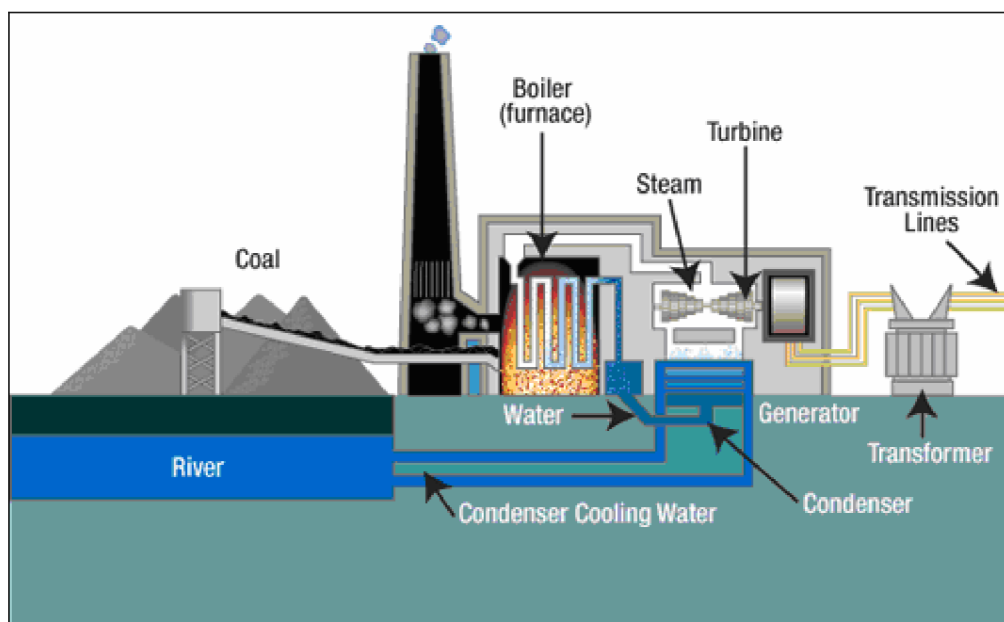 Boiler
(furnace)
Turbine
Steam
Transmission
Lines
Coal
Water
Generator
River
Transformer
Condenser
Condenser Cooling Water